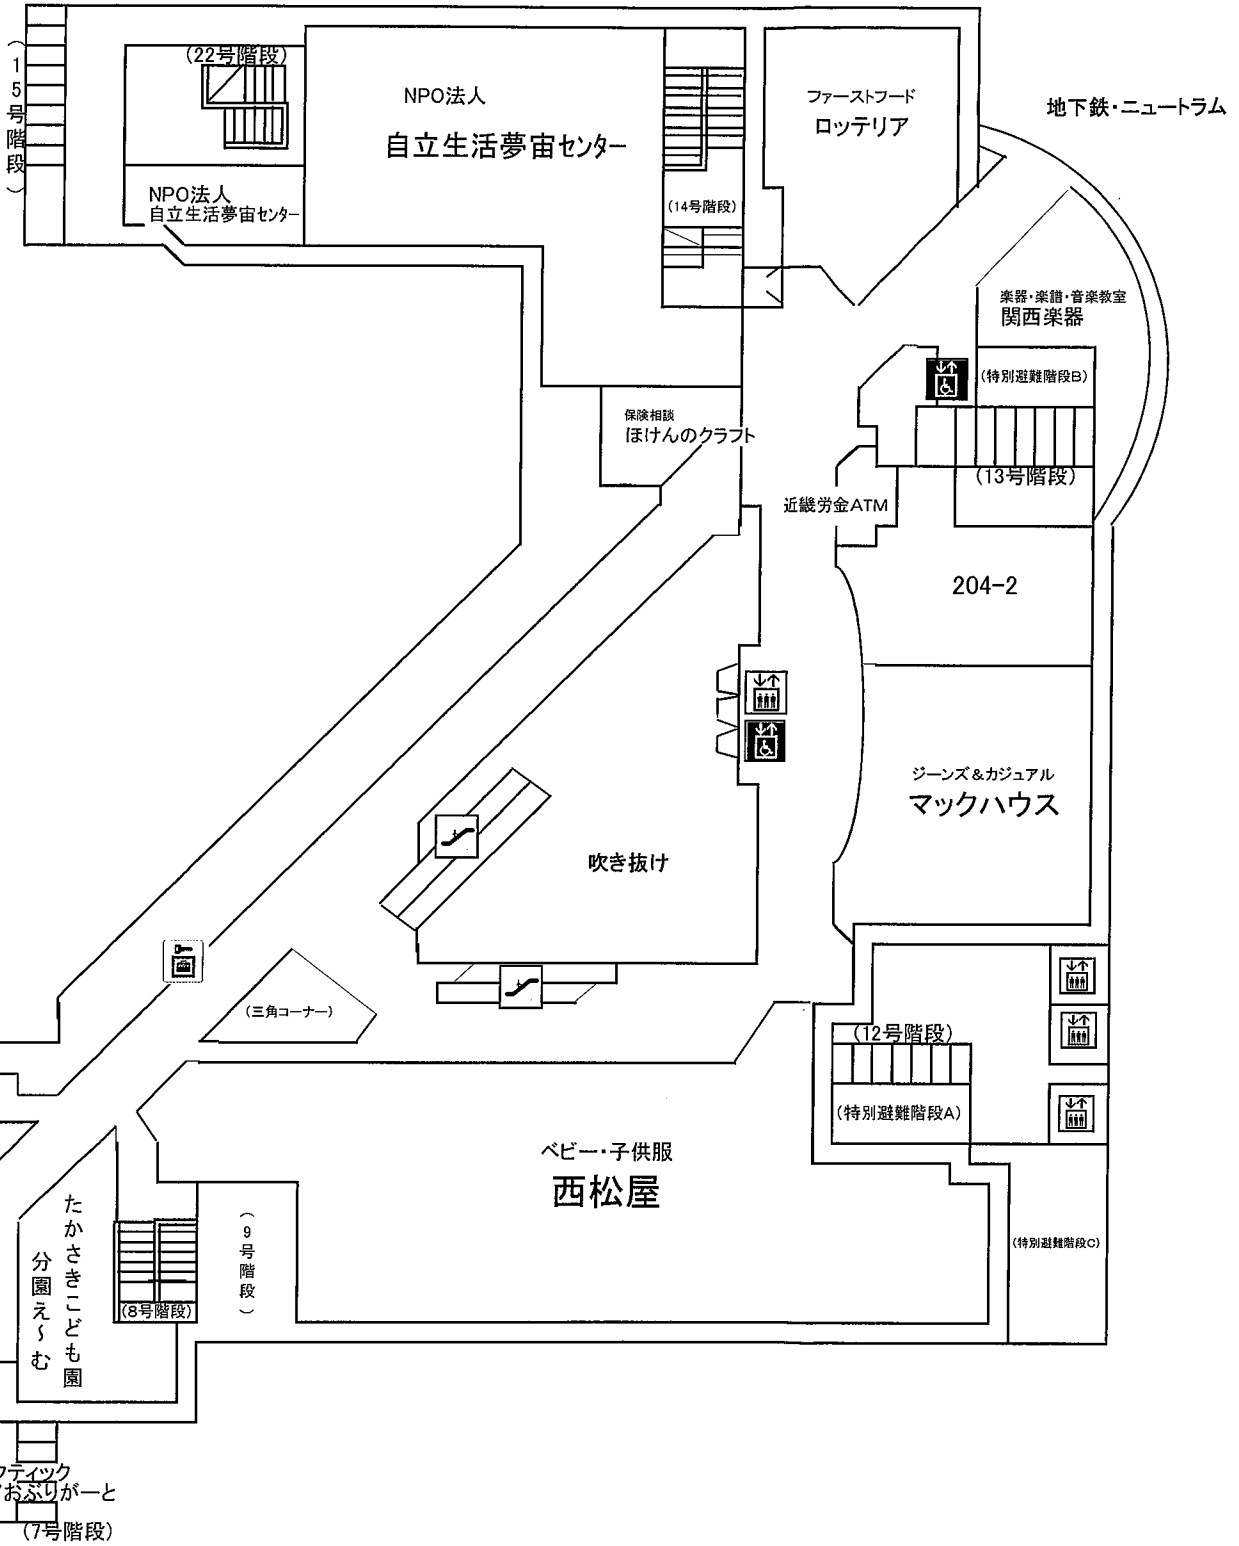 (15号階段)
(22号階段)
NPO法人
自立生活夢宙センター
NPO法人
自立生活夢宙センター
(14号階段)
ファーストフード
ロッテリア
地下鉄・ニュートラム
楽器・楽譜・音楽教室
関西楽器
(特別避難階段B)
(13号階段)
保険相談
ほけんのクラフト
近畿労金ATM
204-2
ジーンズ&カジュアル
マックハウス
吹き抜け
(三角コーナー)
(12号階段)
(特別避難階段A)
(特別避難階段C)
ベビー・子供服
西松屋
(9号階段)
(8号階段)
たかさきこども園
分園え~む
クティック
おぶりがーと
(7号階段)